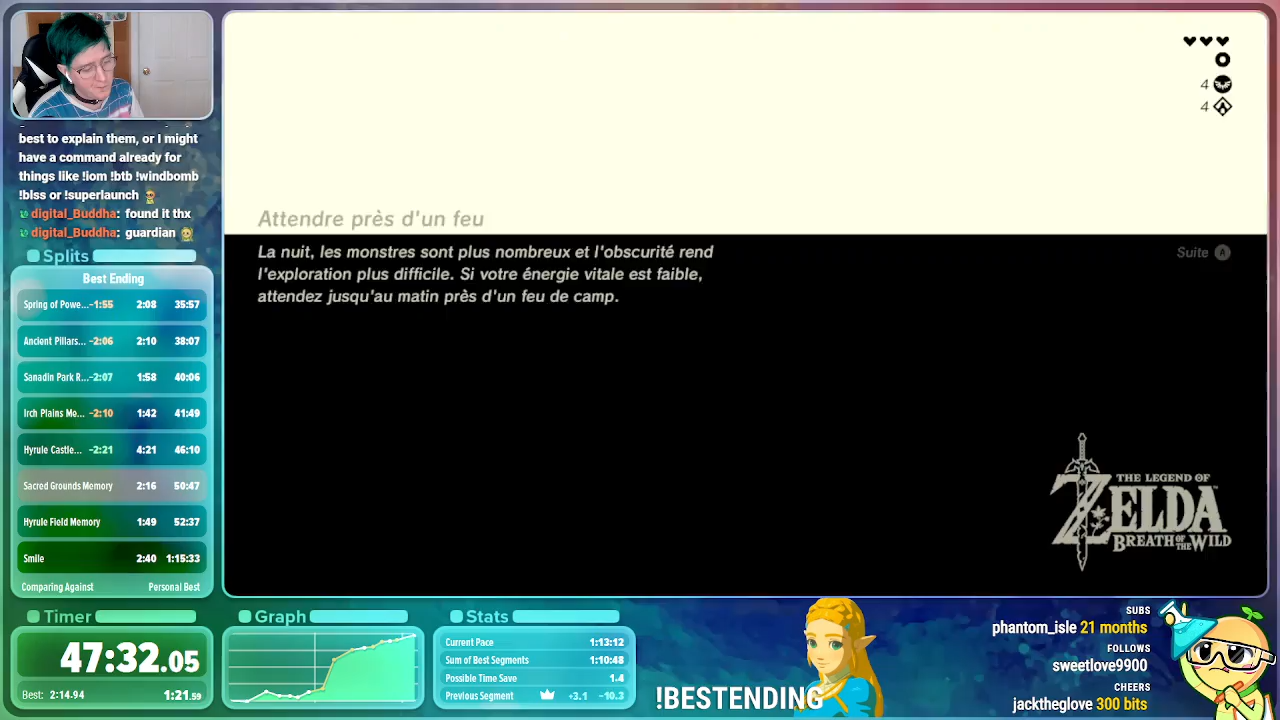 best to explain them, or I might
have a command already for
things like !iom !btb !windbomb
!blss or !superlaunch
digital_Buddha: found it thx
digital_Buddha: guardian
Splits
Best Ending
Spring of Powe... -1:55 2:08 35:57
Ancient Pillars... -2:06 2:10 38:07
Sanadin Park R... -2:07 1:58 40:06
Irch Plains Me... -2:10 1:42 41:49
Hyrule Castle... -2:21 4:21 46:10
Sacred Grounds Memory 2:16 50:47
Hyrule Field Memory 1:49 52:37
Smile 2:40 1:15:33
Comparing Against Personal Best
Timer
47:32.05
Best: 2:14.94 1:21.59
4
4
Attendre près d'un feu
La nuit, les monstres sont plus nombreux et l'obscurité rend
l'exploration plus difficile. Si votre énergie vitale est faible,
attendez jusqu'au matin près d'un feu de camp.
Suite A
THE LEGEND OF
ZELDA
BREATH OF THE WILD
Graph
Stats
Current Pace 1:13:12
Sum of Best Segments 1:10:48
Possible Time Save 1.4
Previous Segment +3.1 -10.3
!BESTENDING
SUBS
phantom_isle 21 months
FOLLOWS
sweetlove9900
CHEERS
jacktheglove 300 bits